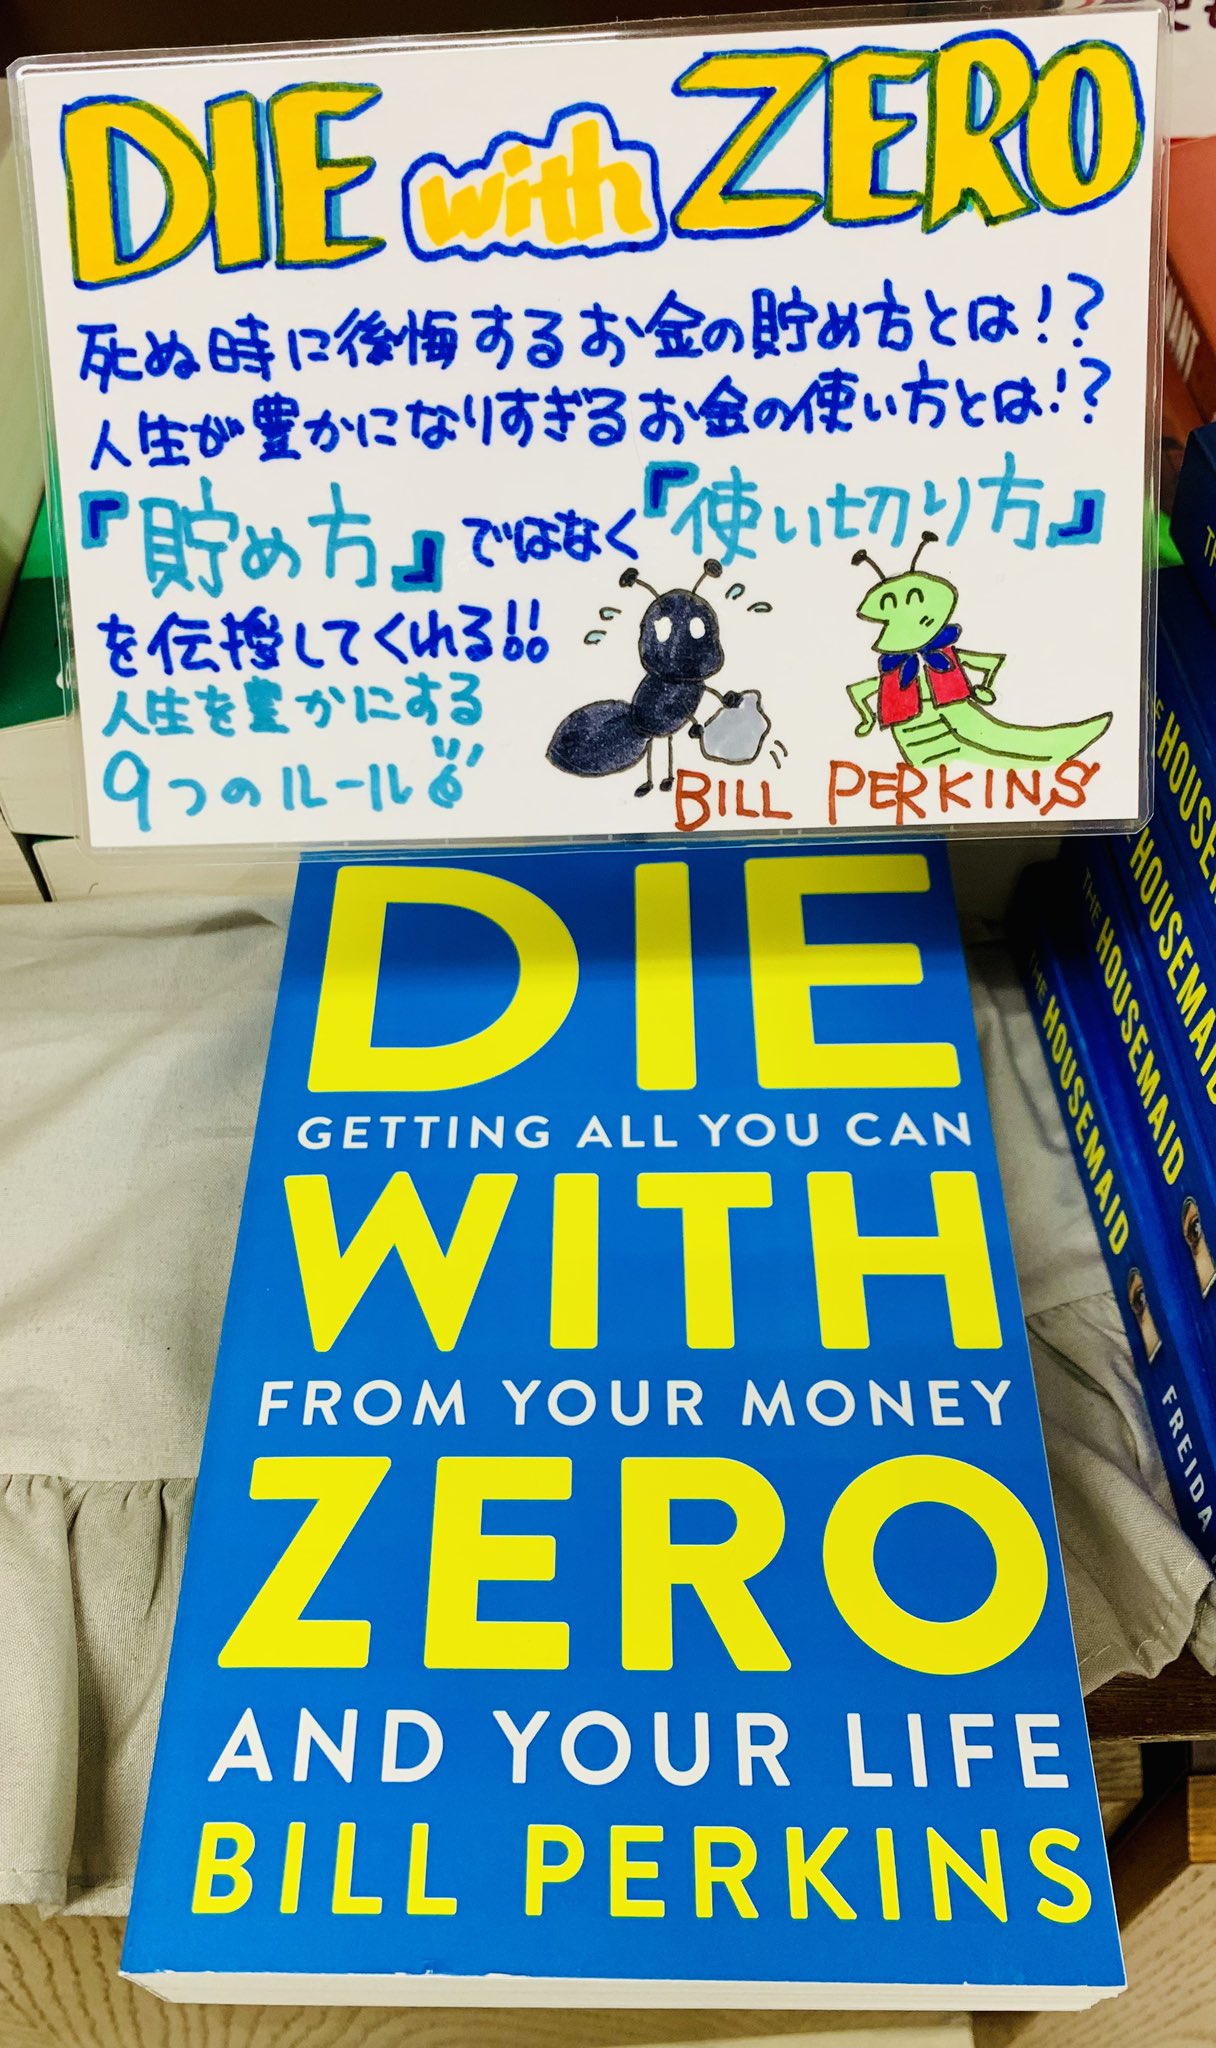 DIE with ZERO
死ぬ時に後悔するお金の貯め方とは!?
人生が豊かになりすぎるお金の使い方とは!?
『貯め方』ではなく『使い切り方』
を伝授してくれる!!
人生を豊かにする
9つのルール
BILL PERKINS
DIE
GETTING ALL YOU CAN
WITH
FROM YOUR MONEY
ZERO
AND YOUR LIFE
BILL PERKINS
THE HOUSEMAID
FREIDA
THE HOUSEMAID
HOUSEMAID